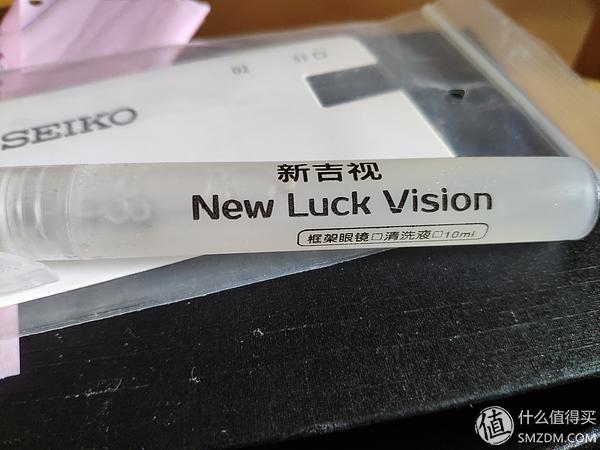 SEIKO
新吉视
New Luck Vision
框架眼镜□清洗液□10ml
值 什么值得买
SMZDM.COM